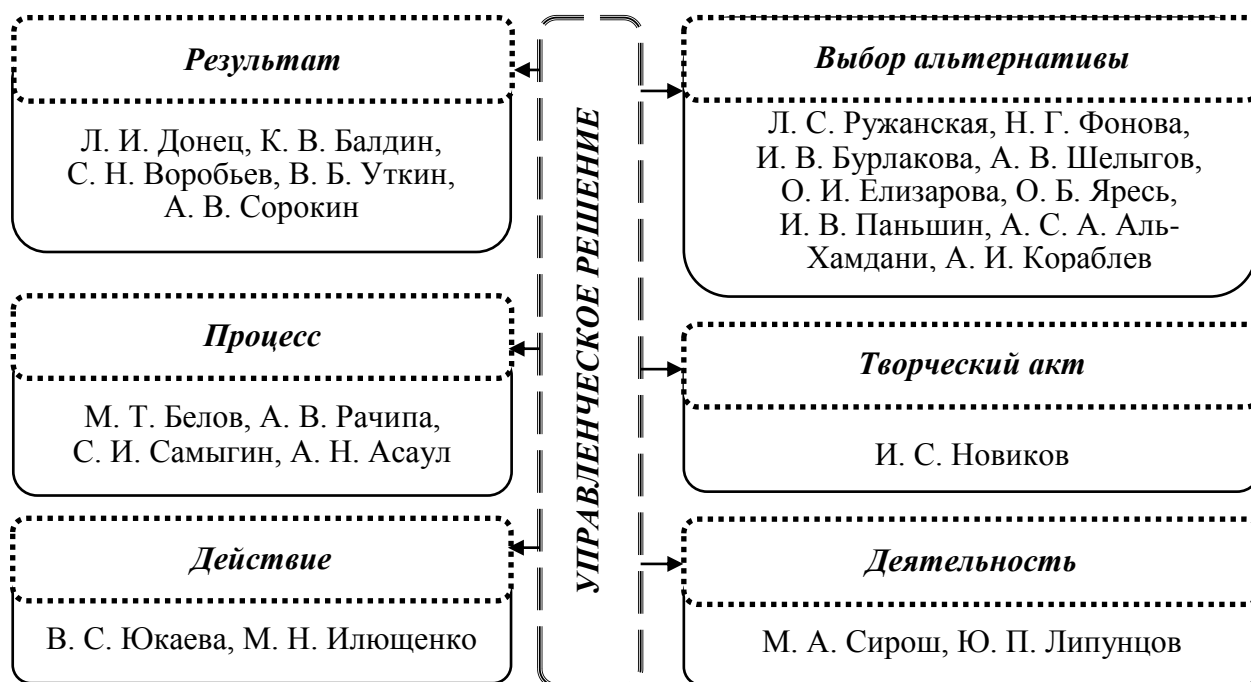 Результат
Л. И. Донец, К. В. Балдин,
С. Н. Воробьев, В. Б. Уткин,
А. В. Сорокин
Процесс
М. Т. Белов, А. В. Рачипа,
С. И. Самыгин, А. Н. Асаул
Действие
В. С. Юкаева, М. Н. Илющенко
УПРАВЛЕНЧЕСКОЕ РЕШЕНИЕ
Выбор альтернативы
Л. С. Ружанская, Н. Г. Фонова,
И. В. Бурлакова, А. В. Шелыгов,
О. И. Елизарова, О. Б. Яресь,
И. В. Паньшин, А. С. А. Аль-
Хамдани, А. И. Кораблев
Творческий акт
И. С. Новиков
Деятельность
М. А. Сирош, Ю. П. Липунцов